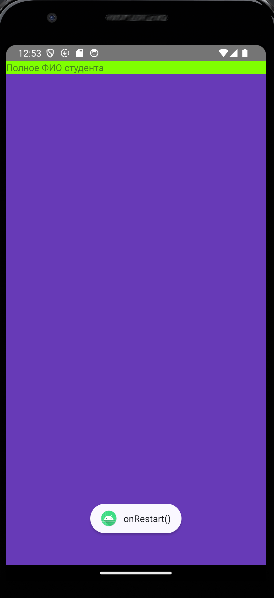 12:53
Полное ФИО студента
onRestart()